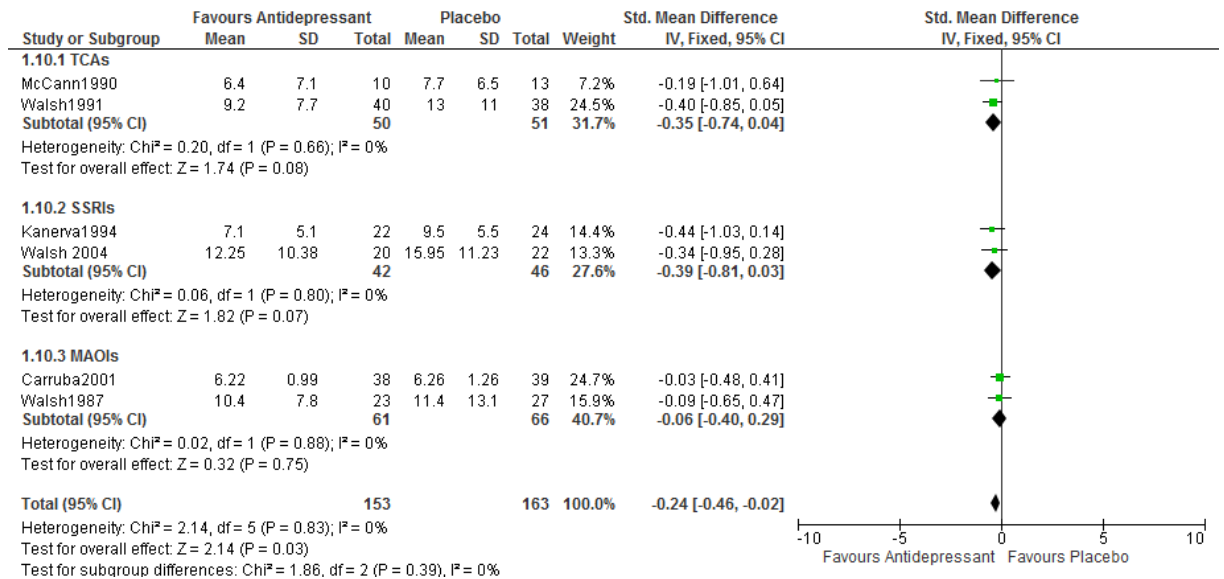 Favours Antidepressant Placebo Std. Mean Difference Std. Mean Difference
Study or Subgroup Mean SD Total Mean SD Total Weight IV, Fixed, 95% CI IV, Fixed, 95% CI
1.10.1 TCAs
McCann1990 6.4 7.1 10 7.7 6.5 13 7.2% -0.19 [-1.01, 0.64]
Walsh1991 9.2 7.7 40 13 11 38 24.5% -0.40 [-0.85, 0.05]
Subtotal (95% CI) 50 51 31.7% -0.35 [-0.74, 0.04]
Heterogeneity: Chi² = 0.20, df = 1 (P = 0.66); I² = 0%
Test for overall effect: Z = 1.74 (P = 0.08)
1.10.2 SSRIs
Kanerva1994 7.1 5.1 22 9.5 5.5 24 14.4% -0.44 [-1.03, 0.14]
Walsh 2004 12.25 10.38 20 15.95 11.23 22 13.3% -0.34 [-0.95, 0.28]
Subtotal (95% CI) 42 46 27.6% -0.39 [-0.81, 0.03]
Heterogeneity: Chi² = 0.06, df = 1 (P = 0.80); I² = 0%
Test for overall effect: Z = 1.82 (P = 0.07)
1.10.3 MAOIs
Carruba2001 6.22 0.99 38 6.26 1.26 39 24.7% -0.03 [-0.48, 0.41]
Walsh1987 10.4 7.8 23 11.4 13.1 27 15.9% -0.09 [-0.65, 0.47]
Subtotal (95% CI) 61 66 40.7% -0.06 [-0.40, 0.29]
Heterogeneity: Chi² = 0.02, df = 1 (P = 0.88); I² = 0%
Test for overall effect: Z = 0.32 (P = 0.75)
Total (95% CI) 153 163 100.0% -0.24 [-0.46, -0.02]
Heterogeneity: Chi² = 2.14, df = 5 (P = 0.83); I² = 0%
Test for overall effect: Z = 2.14 (P = 0.03)
Test for subgroup differences: Chi² = 1.86, df = 2 (P = 0.39), I² = 0%
-10 -5 0 5 10
Favours Antidepressant Favours Placebo